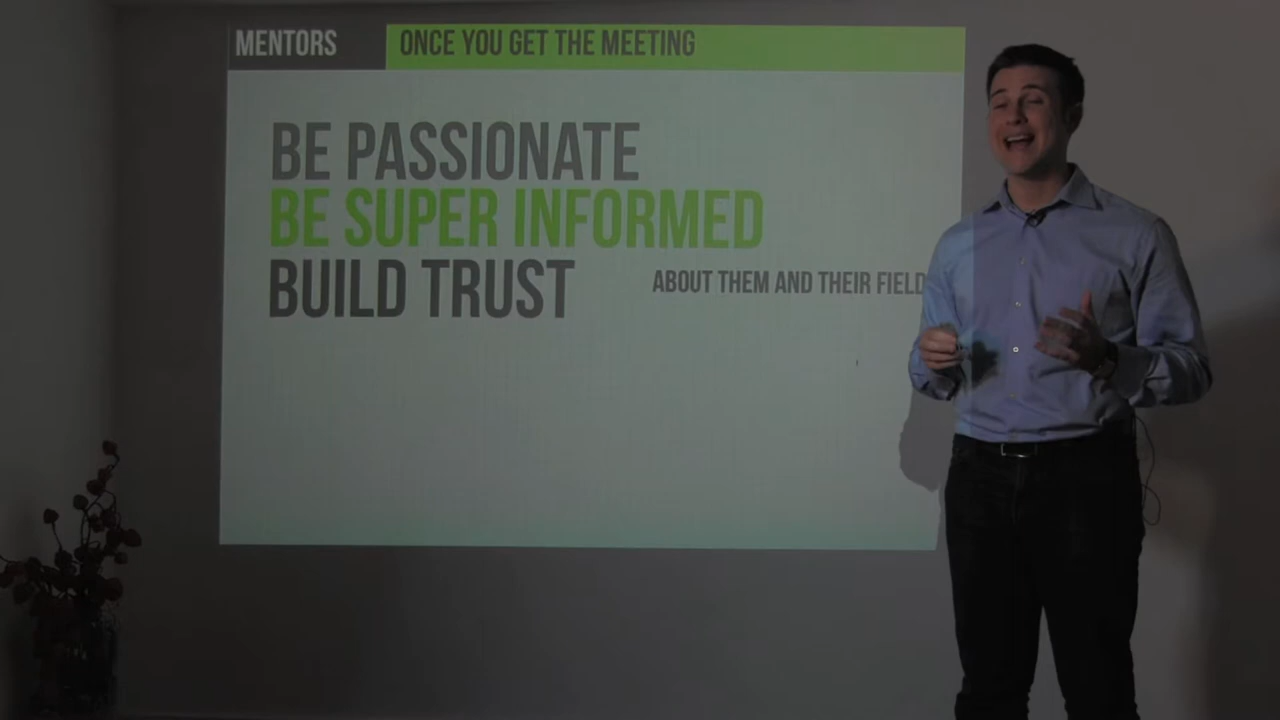 MENTORS
ONCE YOU GET THE MEETING
BE PASSIONATE
BE SUPER INFORMED
BUILD TRUST
ABOUT THEM AND THEIR FIELD